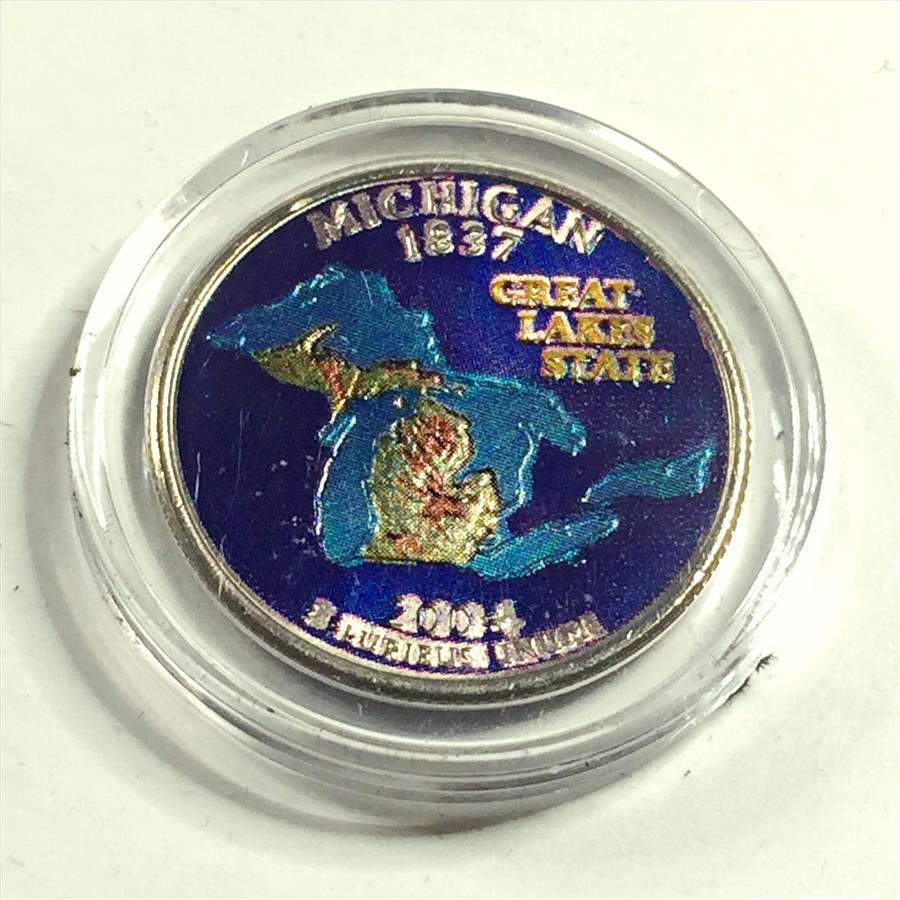 MICHIGAN
1837
GREAT
LAKES
STATE
2004
E PLURIBUS UNUM